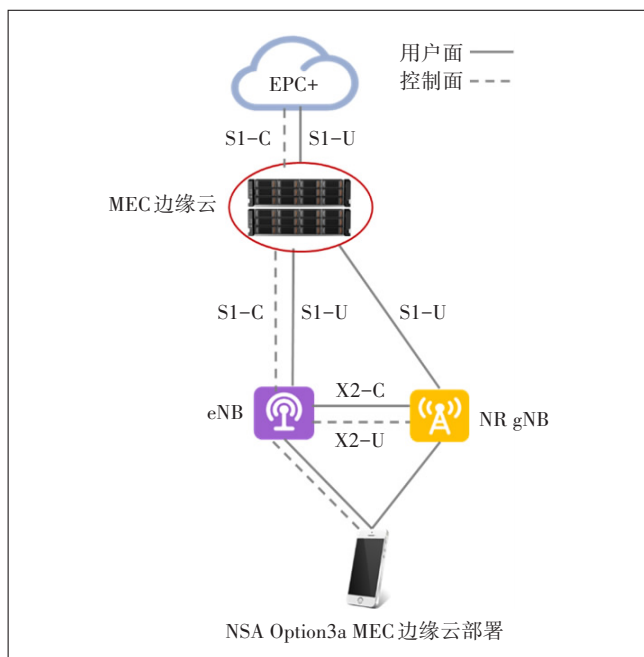 用户面
控制面
EPC+
S1-C
S1-U
MEC边缘云
S1-C
S1-U
S1-U
X2-C
eNB
NR gNB
X2-U
NSA Option3a MEC边缘云部署